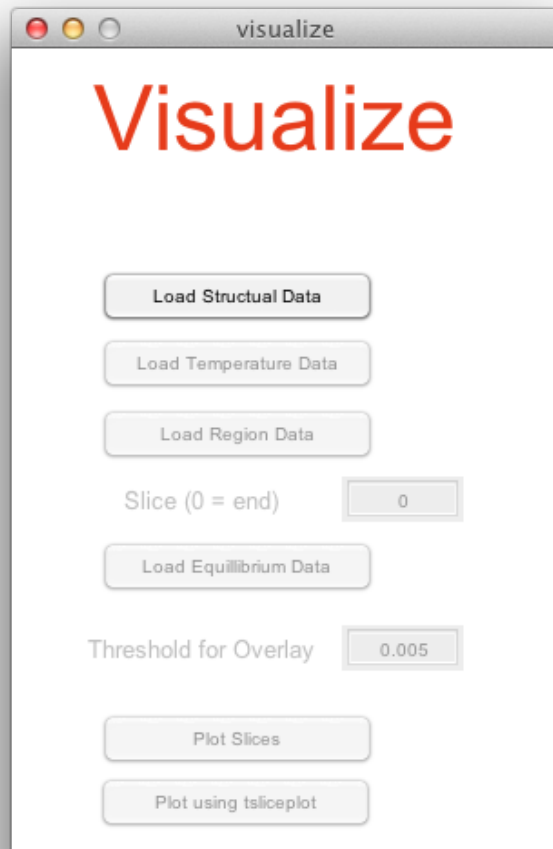 visualize
Visualize
Load Structual Data
Load Temperature Data
Load Region Data
Slice (0 = end) 0
Load Equillibrium Data
Threshold for Overlay 0.005
Plot Slices
Plot using tsliceplot